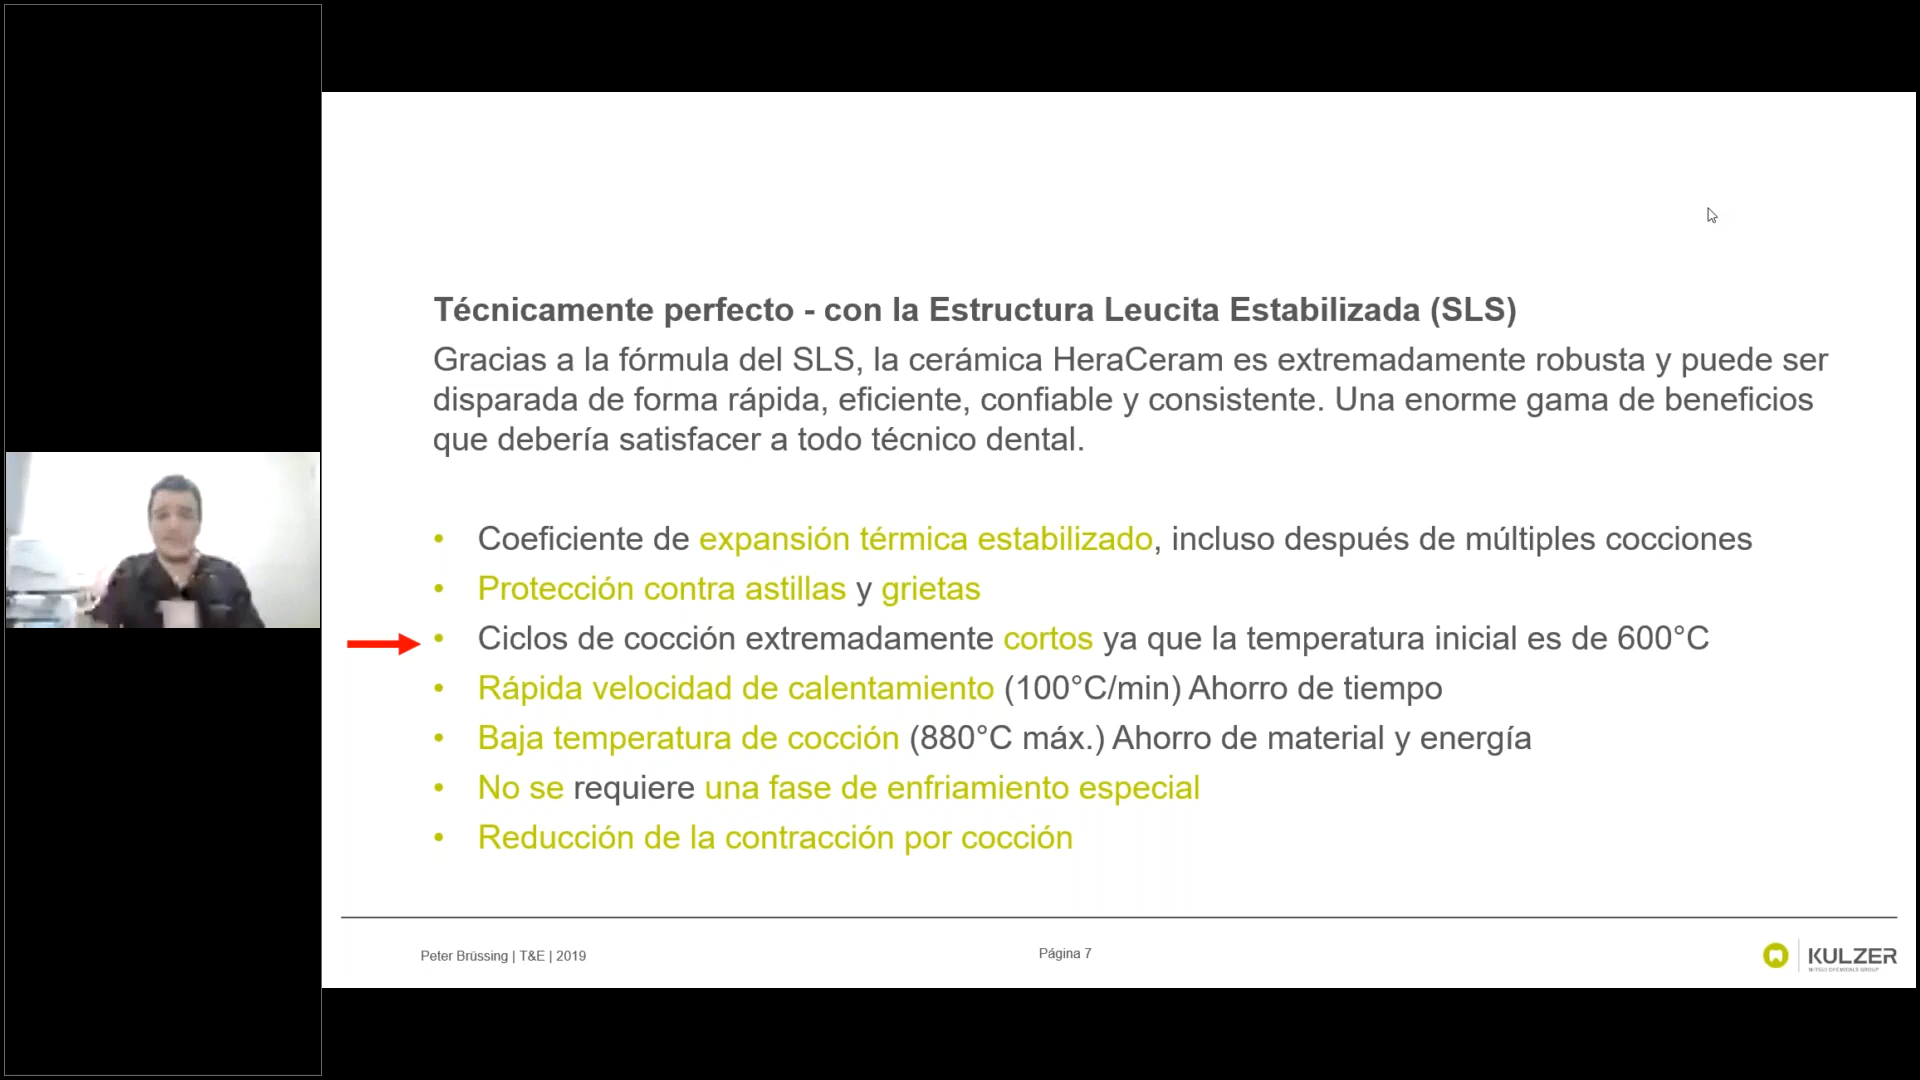 Técnicamente perfecto - con la Estructura Leucita Estabilizada (SLS)
Gracias a la fórmula del SLS, la cerámica HeraCeram es extremadamente robusta y puede ser
disparada de forma rápida, eficiente, confiable y consistente. Una enorme gama de beneficios
que debería satisfacer a todo técnico dental.
• Coeficiente de expansión térmica estabilizado, incluso después de múltiples cocciones
• Protección contra astillas y grietas
• Ciclos de cocción extremadamente cortos ya que la temperatura inicial es de 600°C
• Rápida velocidad de calentamiento (100°C/min) Ahorro de tiempo
• Baja temperatura de cocción (880°C máx.) Ahorro de material y energía
• No se requiere una fase de enfriamiento especial
• Reducción de la contracción por cocción
Peter Brüssing | T&E | 2019
Página 7
KULZER
MITSUI CHEMICALS GROUP